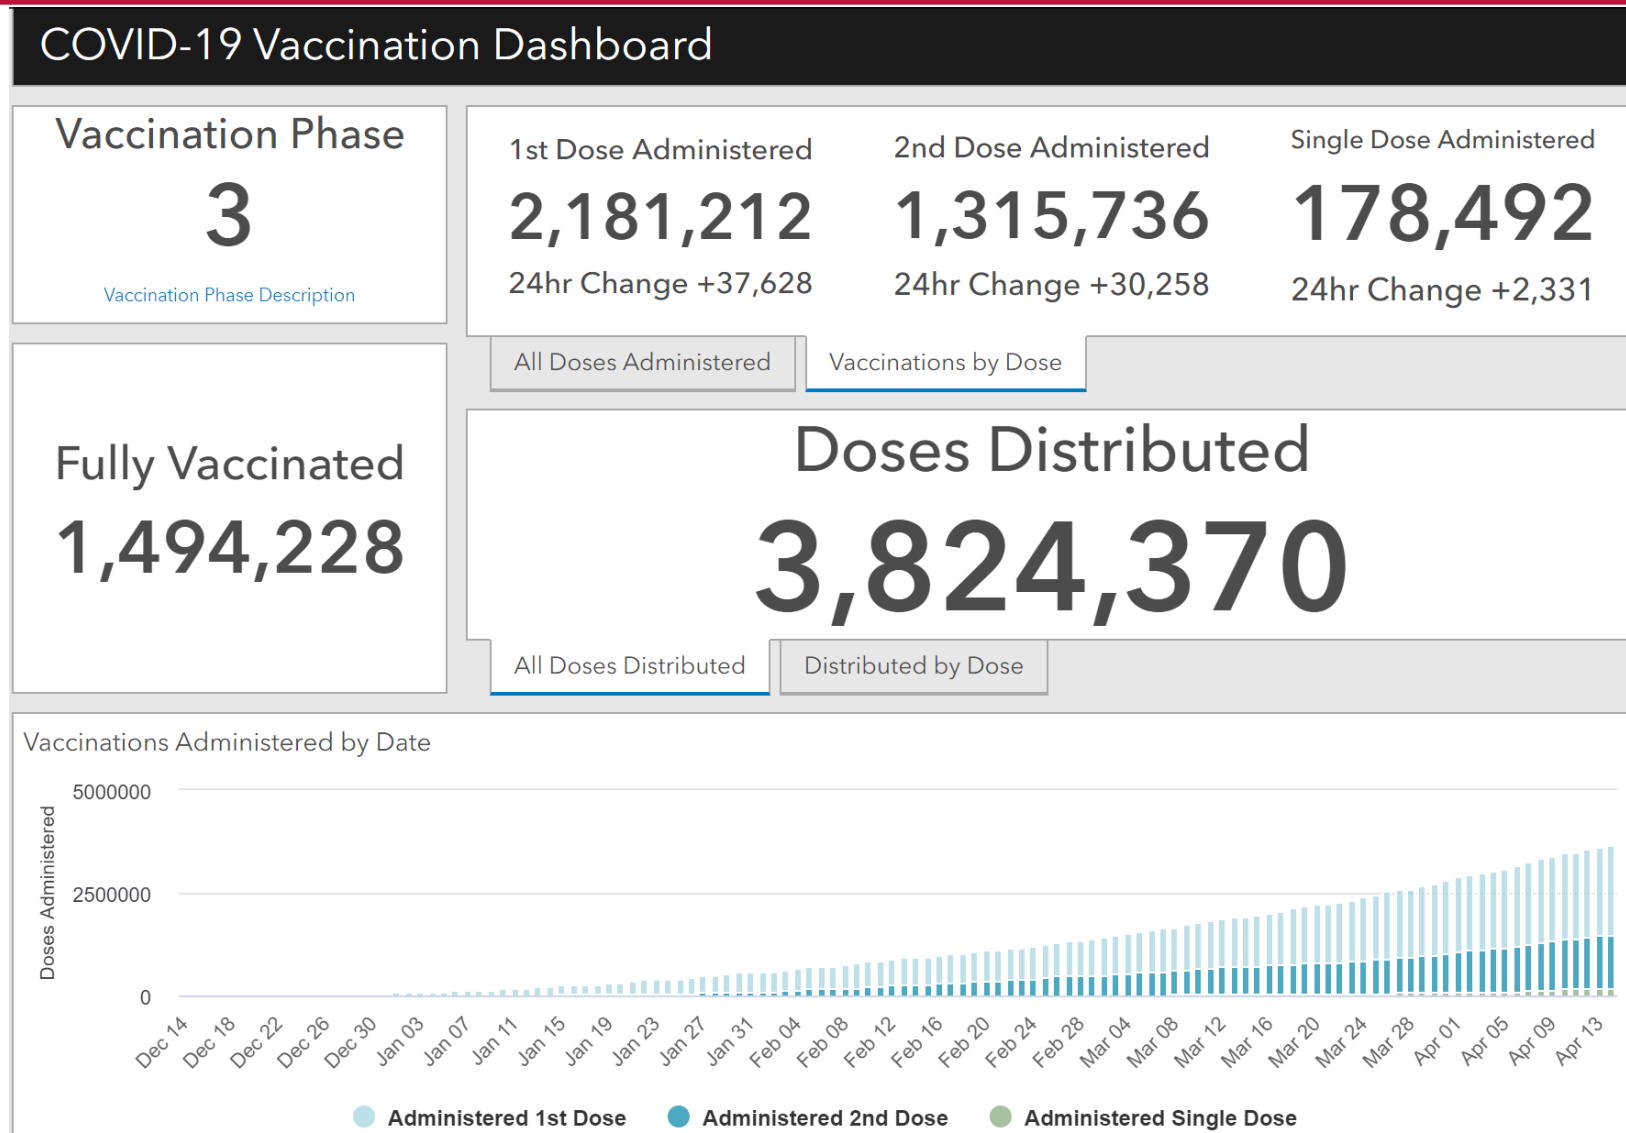 COVID-19 Vaccination Dashboard
Vaccination Phase
3
Vaccination Phase Description
1st Dose Administered
2,181,212
24hr Change +37,628
2nd Dose Administered
1,315,736
24hr Change +30,258
Single Dose Administered
178,492
24hr Change +2,331
All Doses Administered
Vaccinations by Dose
Fully Vaccinated
1,494,228
Doses Distributed
3,824,370
All Doses Distributed
Distributed by Dose
Vaccinations Administered by Date
Doses Administered
5000000
2500000
0
Dec 14
Dec 18
Dec 22
Dec 26
Dec 30
Jan 03
Jan 07
Jan 11
Jan 15
Jan 19
Jan 23
Jan 27
Jan 31
Feb 04
Feb 08
Feb 12
Feb 16
Feb 20
Feb 24
Feb 28
Mar 04
Mar 08
Mar 12
Mar 16
Mar 20
Mar 24
Mar 28
Apr 01
Apr 05
Apr 09
Apr 13
Administered 1st Dose
Administered 2nd Dose
Administered Single Dose